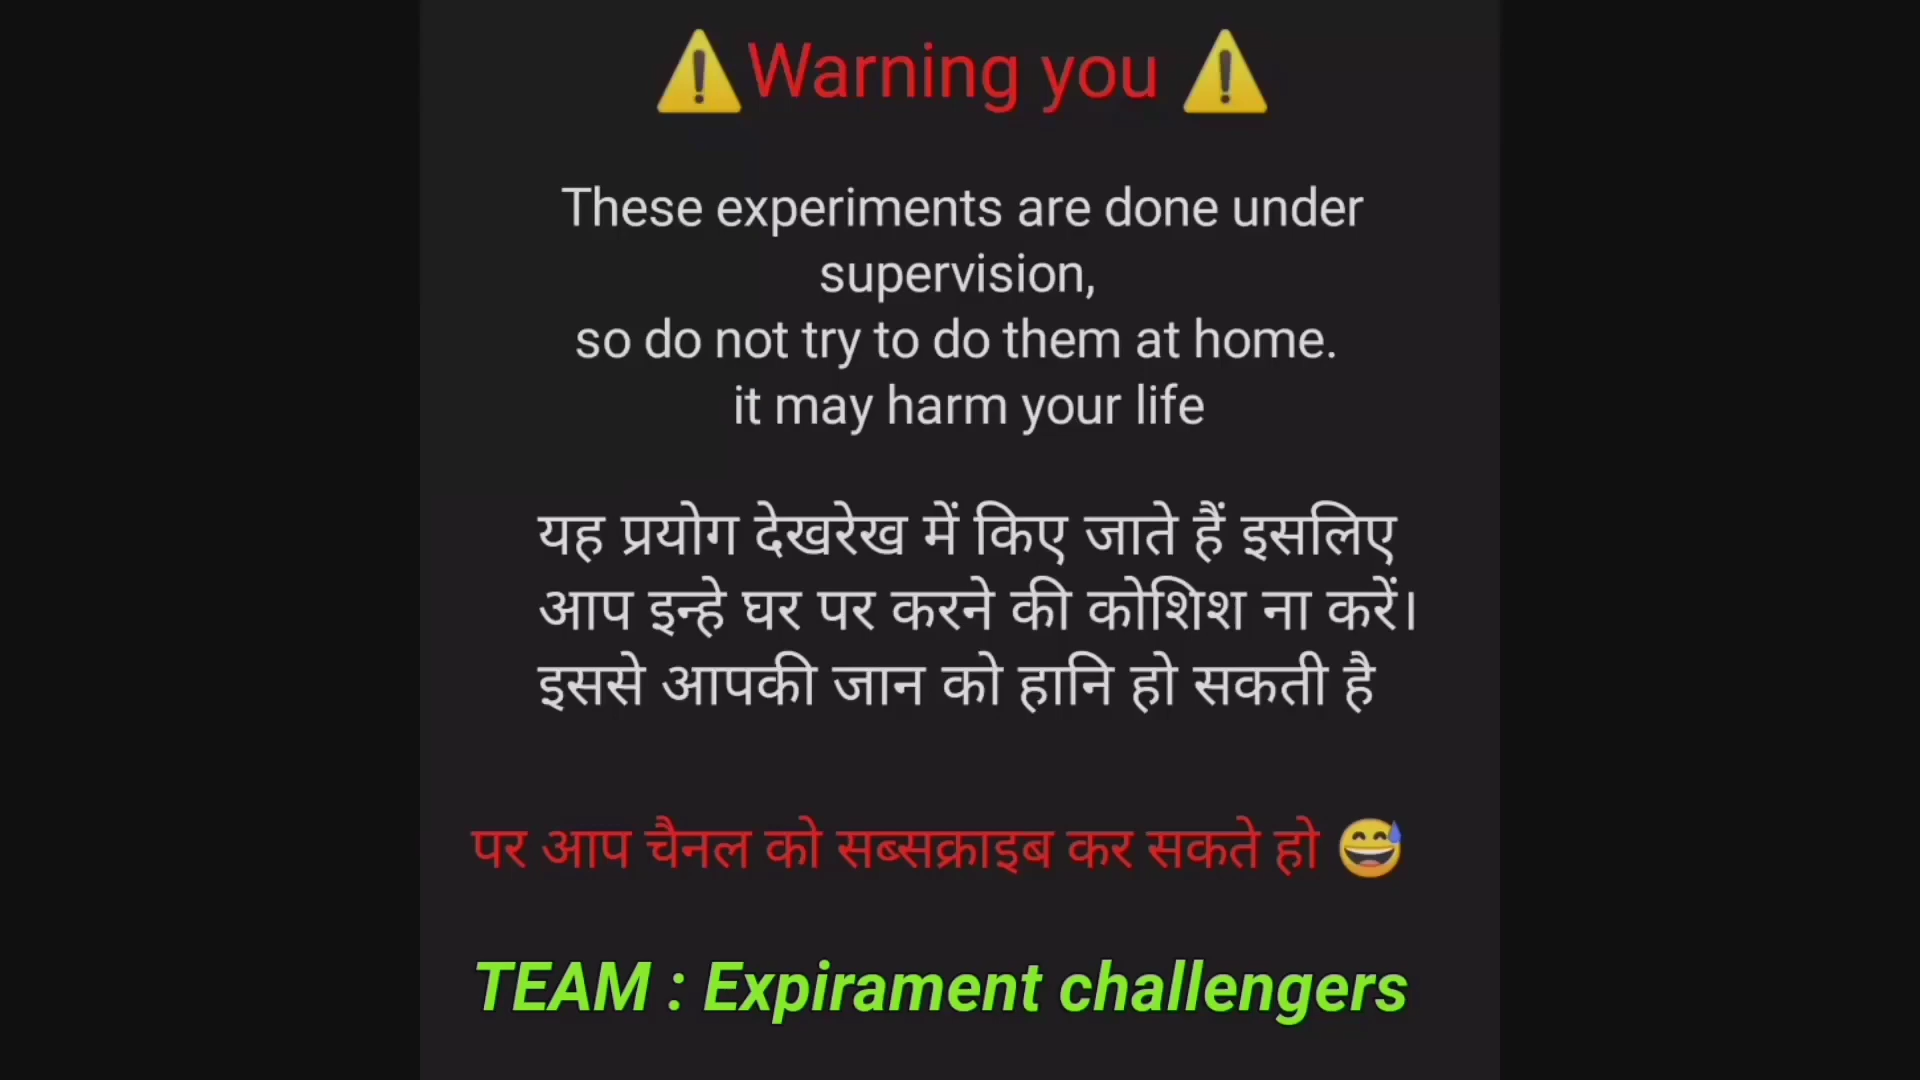 ⚠️Warning you ⚠️
These experiments are done under
supervision,
so do not try to do them at home.
it may harm your life
यह प्रयोग देखरेख में किए जाते हैं इसलिए
आप इन्हे घर पर करने की कोशिश ना करें।
इससे आपकी जान को हानि हो सकती है
पर आप चैनल को सब्सक्राइब कर सकते हो 😅
TEAM : Expirament challengers